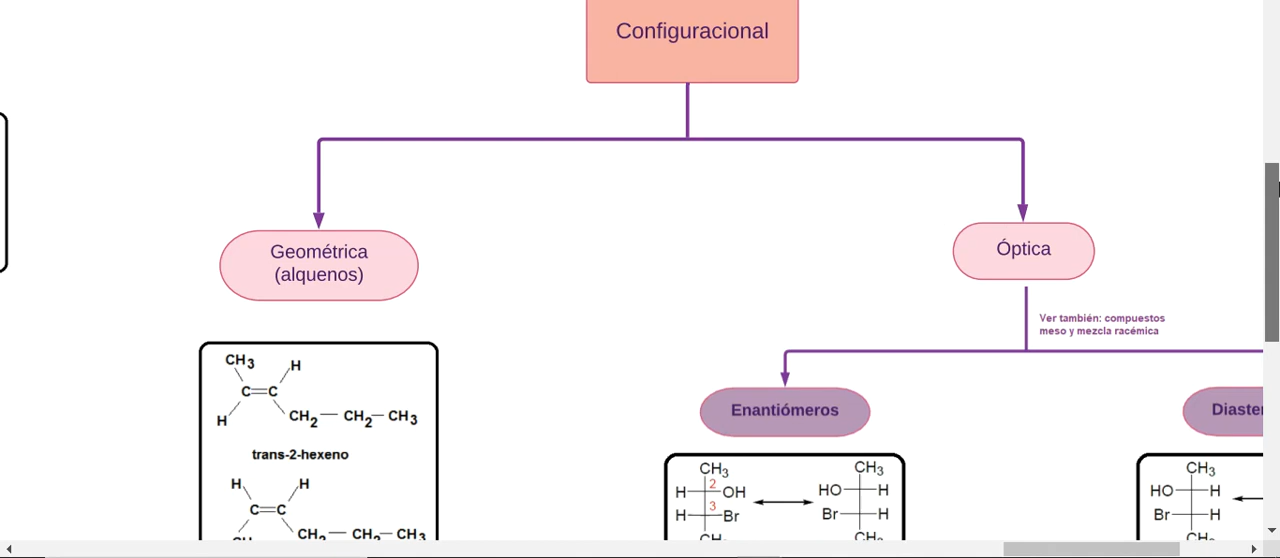 Configuracional
Geométrica
(alquenos)
Óptica
Ver también: compuestos
meso y mezcla racémica
Enantiómeros
CH3
H
C=C
H
CH2 — CH2 — CH3
trans-2-hexeno
H H
C=C
CH2 — CH2 — CH3
CH3
2
H OH
3
H Br
CH3
HO H
Br H
CH3
HO H
Br H